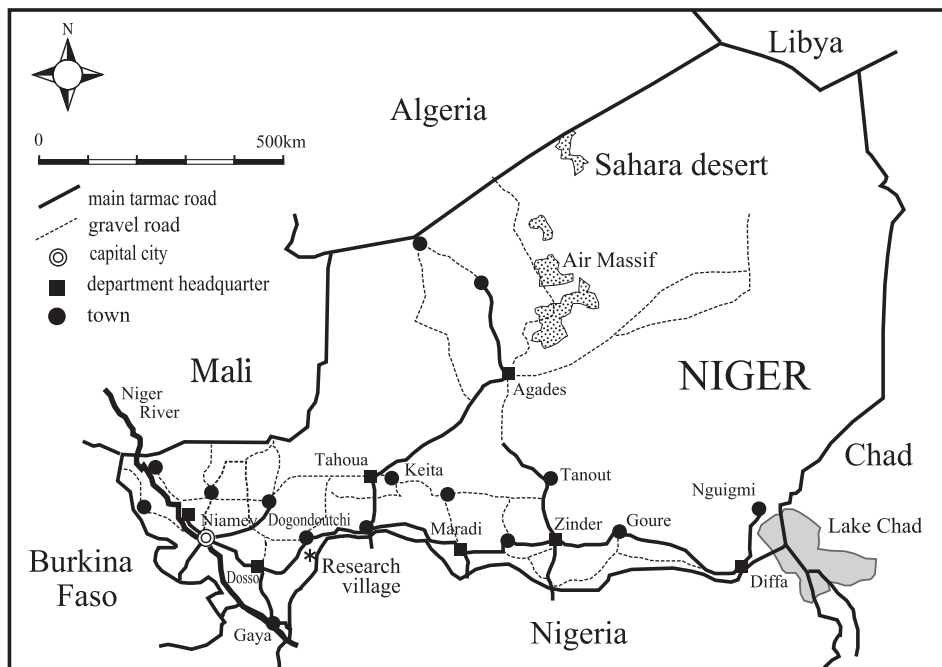 N
Libya
Algeria
0
500km
Sahara desert
main tarmac road
gravel road
capital city
Air Massif
department headquarter
town
Mali
NIGER
Niger
River
Agades
Chad
Tahoua
Keita
Tanout
Nguigmi
Niamey
Dogondoutchi
Maradi
Zinder
Goure
Lake Chad
Burkina
Faso
Dosso
*
Research
village
Diffa
Gaya
Nigeria